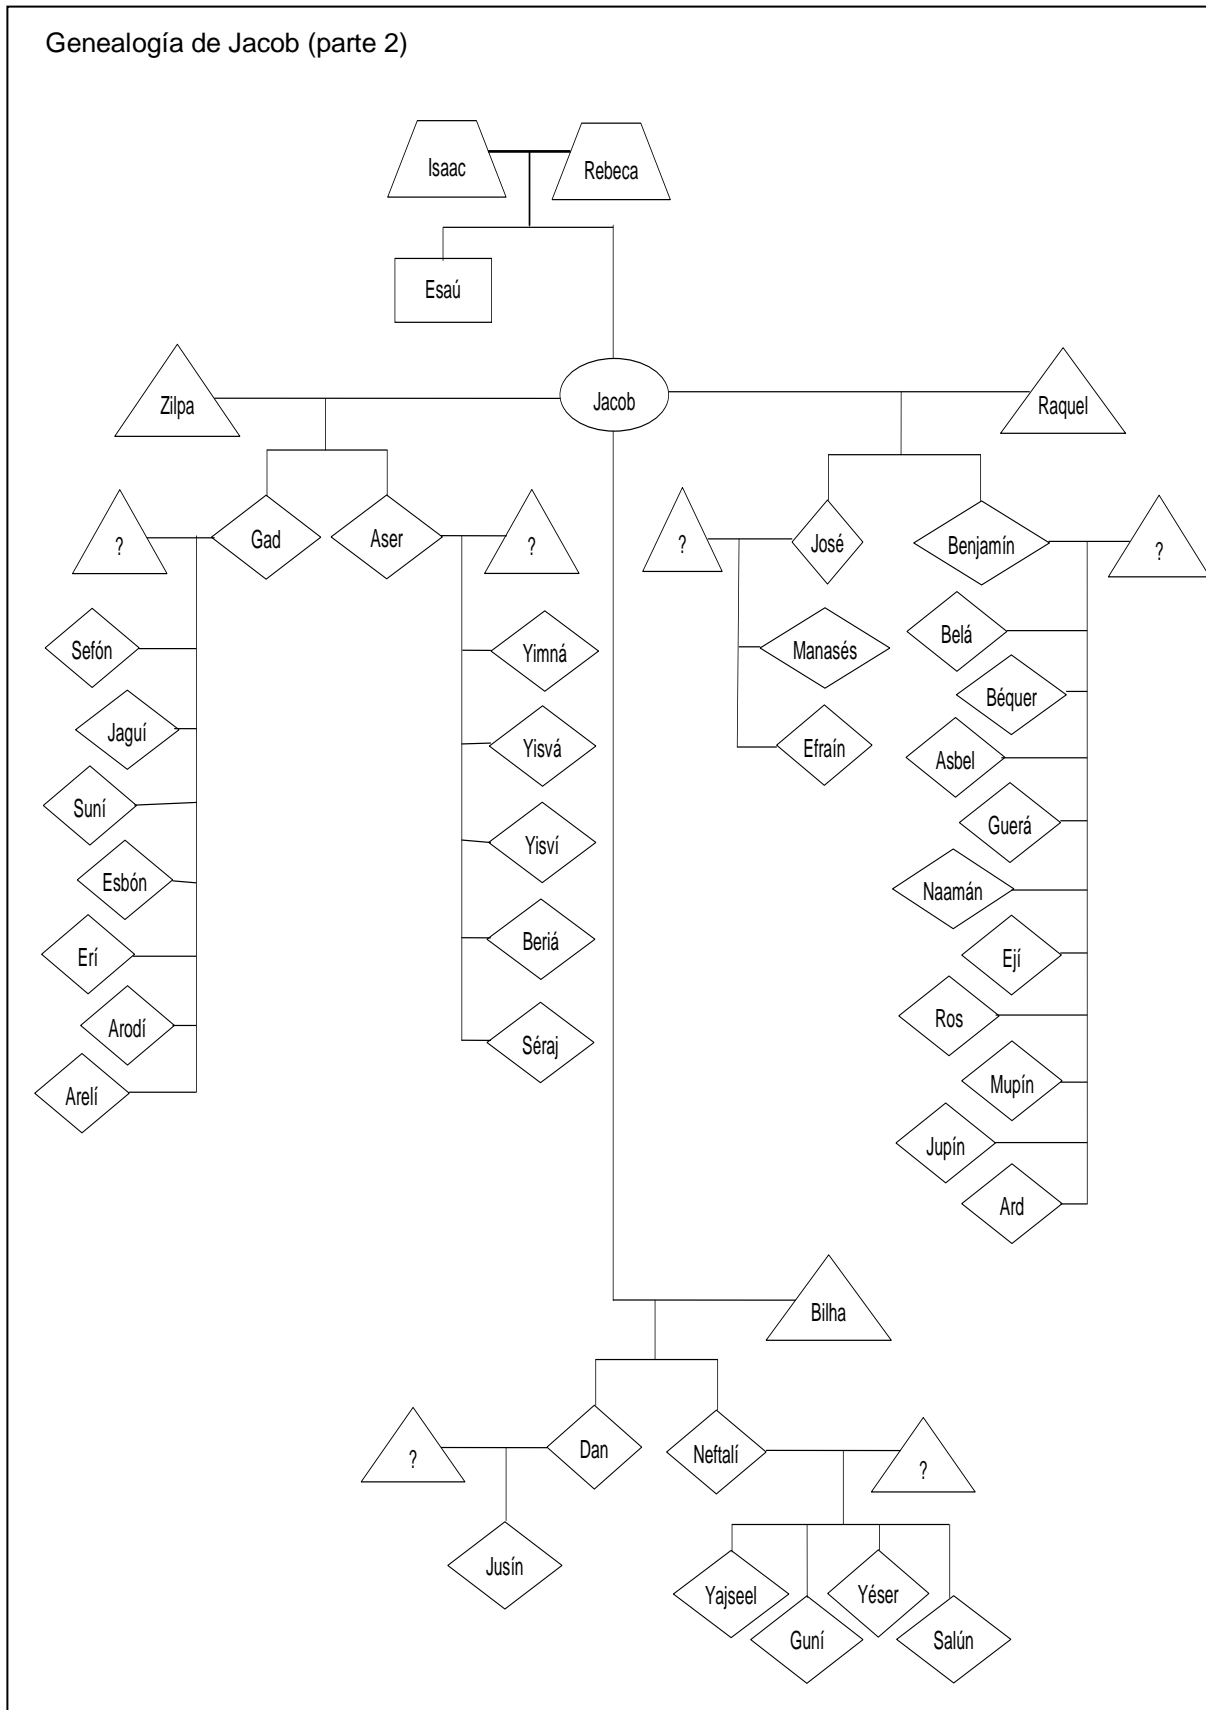 Genealogía de Jacob (parte 2)
Isaac
Rebeca
Esaú
Zilpa
Jacob
Raquel
?
Gad
Aser
?
?
José
Benjamín
?
Sefón
Jaguí
Suní
Esbón
Erí
Arodí
Arelí
Yimná
Yisvá
Yisví
Beriá
Séraj
Manasés
Efraín
Belá
Béquer
Asbel
Guerá
Naamán
Ejí
Ros
Mupín
Jupín
Ard
Bilha
?
Dan
Neftalí
?
Jusín
Yajseel
Guní
Yéser
Salún